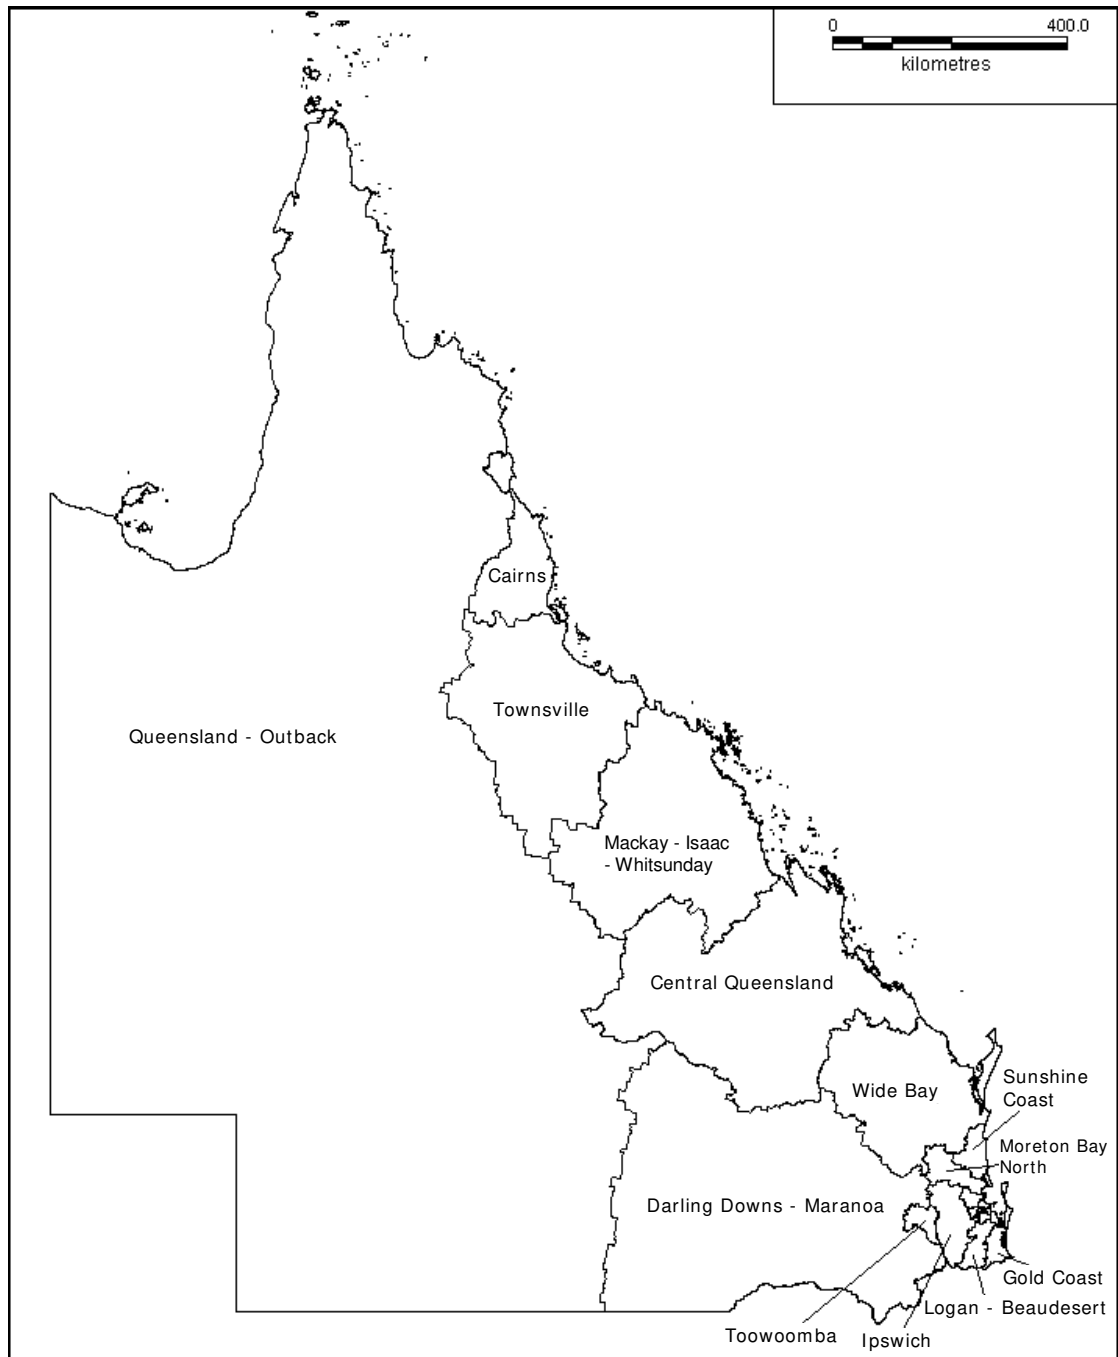 0 400.0
kilometres
Cairns
Townsville
Queensland - Outback
Mackay - Isaac
- Whitsunday
Central Queensland
Sunshine
Coast
Wide Bay
Moreton Bay
North
Darling Downs - Maranoa
Gold Coast
Logan - Beaudesert
Toowoomba
Ipswich